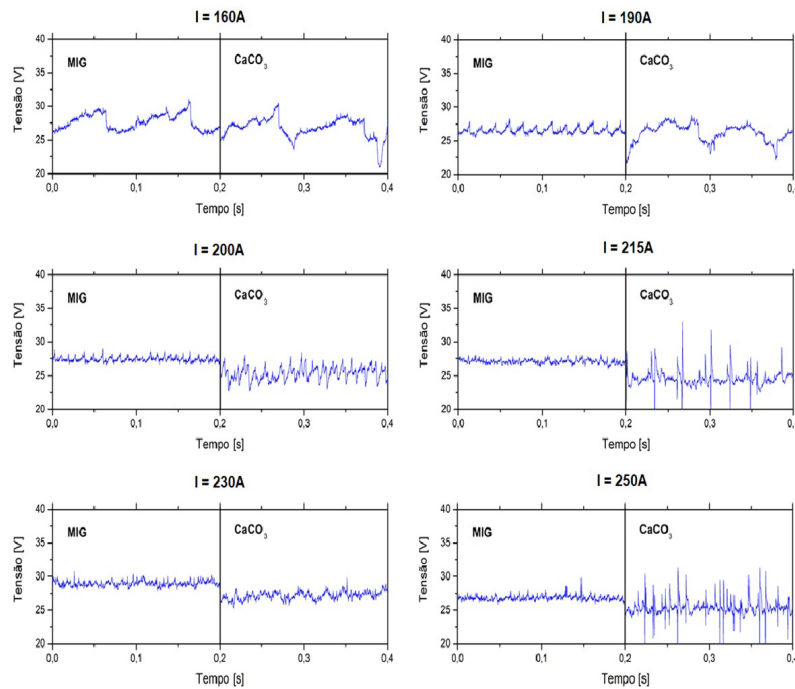 I = 160A
MIG
CaCO₃
Tensão [V]
40
35
30
25
20
0,0
0,1
0,2
0,3
0,4
Tempo [s]
I = 190A
MIG
CaCO₃
Tensão [V]
40
35
30
25
20
0,0
0,1
0,2
0,3
0,4
Tempo [s]
I = 200A
MIG
CaCO₃
Tensão [V]
40
35
30
25
20
0,0
0,1
0,2
0,3
0,4
Tempo [s]
I = 215A
MIG
CaCO₃
Tensão [V]
40
35
30
25
20
0,0
0,1
0,2
0,3
0,4
Tempo [s]
I = 230A
MIG
CaCO₃
Tensão [V]
40
35
30
25
20
0,0
0,1
0,2
0,3
0,4
Tempo [s]
I = 250A
MIG
CaCO₃
Tensão [V]
40
35
30
25
20
0,0
0,1
0,2
0,3
0,4
Tempo [s]